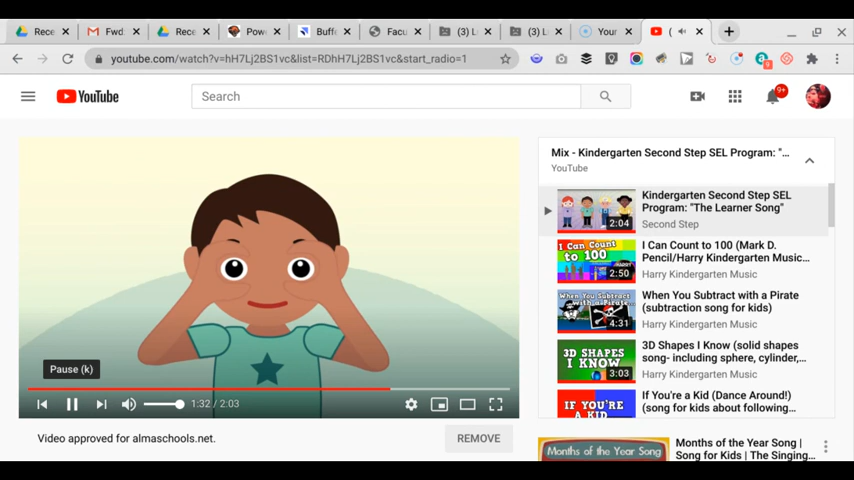 Rece
Fwd.
Rece
Pow
Buff
Facu
(3) L
(3) L
Your
(
youtube.com/watch?v=hH7Lj2BS1vc&list=RDhH7Lj2BS1vc&start_radio=1
9
YouTube
Search
9+
Mix - Kindergarten Second Step SEL Program: "...
YouTube
Kindergarten Second Step SEL
Program: "The Learner Song"
Second Step
2:04
I Can Count
to 100
2:50
I Can Count to 100 (Mark D.
Pencil/Harry Kindergarten Music...
Harry Kindergarten Music
When You Subtract
with a Pirate
4:31
When You Subtract with a Pirate
(subtraction song for kids)
Harry Kindergarten Music
3D SHAPES
I KNOW
3:03
3D Shapes I Know (solid shapes
song- including sphere, cylinder,...
Harry Kindergarten Music
IF YOU'RE
A KID
If You're a Kid (Dance Around!)
(song for kids about following...
Pause (k)
1:32 / 2:03
Video approved for almaschools.net.
REMOVE
Months of the Year Song
Months of the Year Song |
Song for Kids | The Singing...